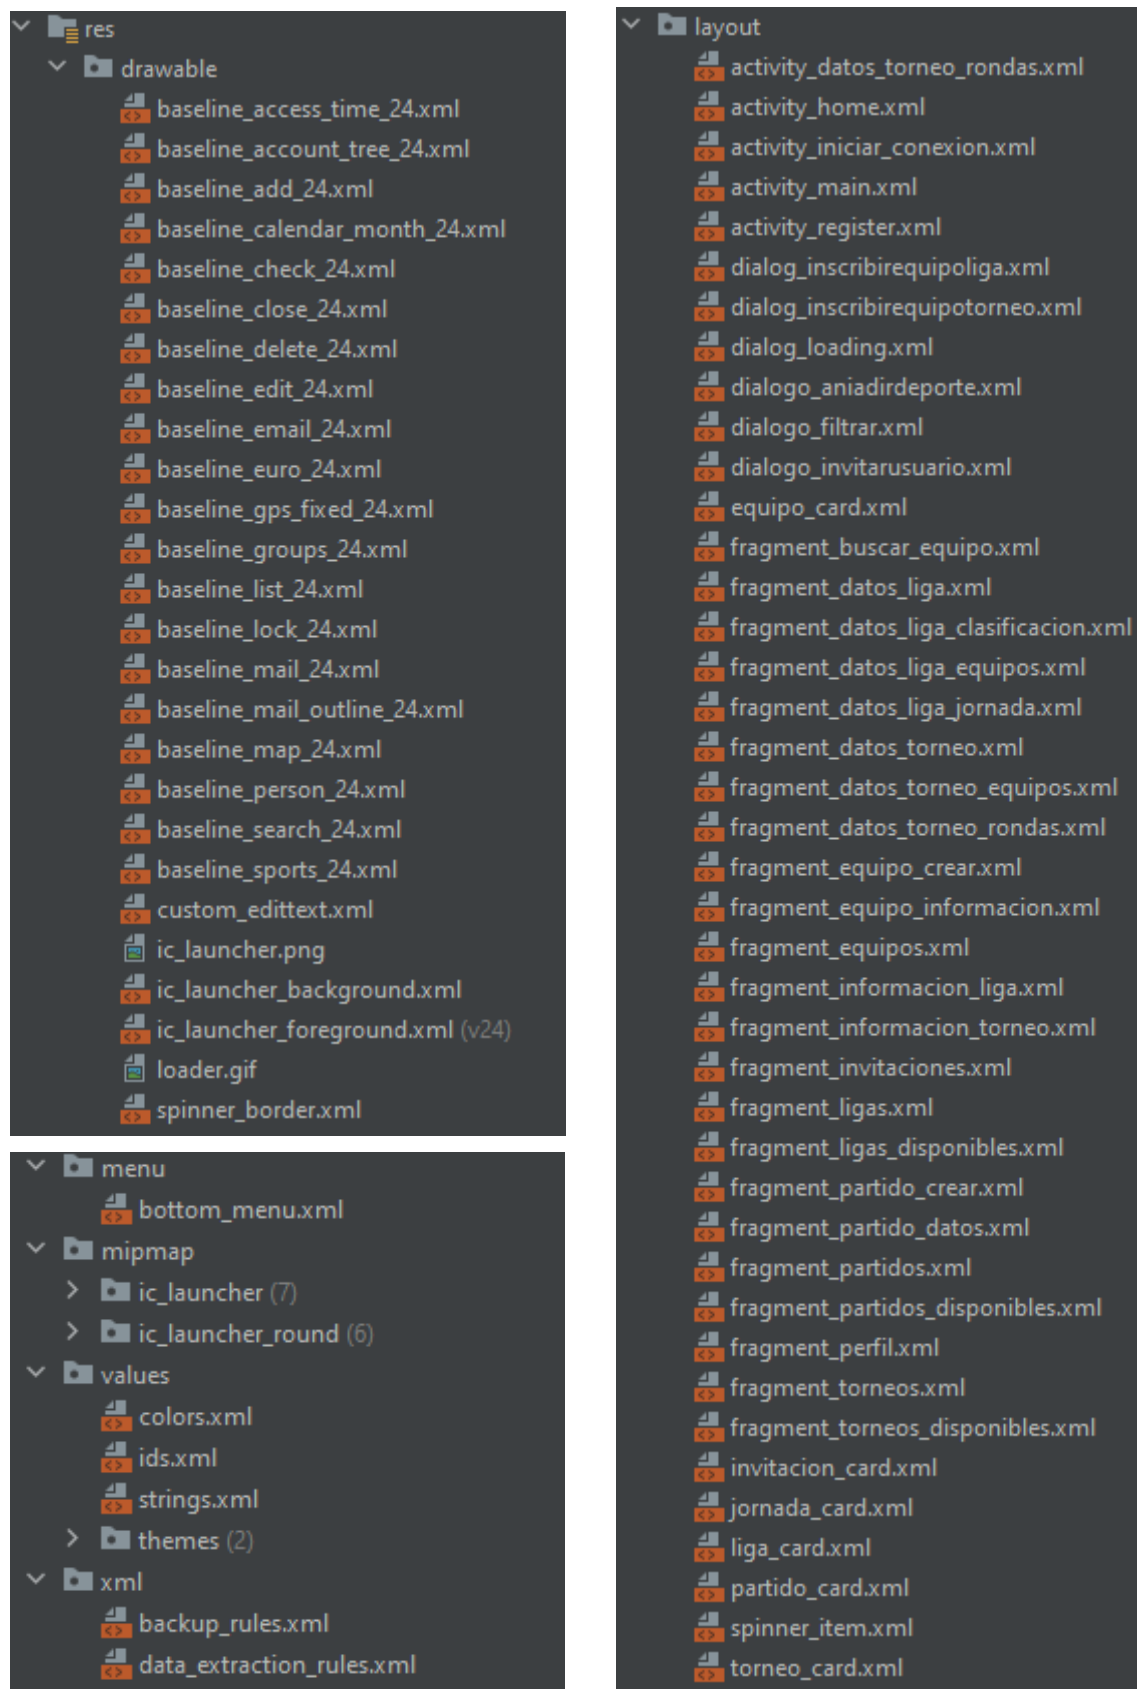 res
drawable
baseline_access_time_24.xml
baseline_account_tree_24.xml
baseline_add_24.xml
baseline_calendar_month_24.xml
baseline_check_24.xml
baseline_close_24.xml
baseline_delete_24.xml
baseline_edit_24.xml
baseline_email_24.xml
baseline_euro_24.xml
baseline_gps_fixed_24.xml
baseline_groups_24.xml
baseline_list_24.xml
baseline_lock_24.xml
baseline_mail_24.xml
baseline_mail_outline_24.xml
baseline_map_24.xml
baseline_person_24.xml
baseline_search_24.xml
baseline_sports_24.xml
custom_edittext.xml
ic_launcher.png
ic_launcher_background.xml
ic_launcher_foreground.xml (v24)
loader.gif
spinner_border.xml
menu
bottom_menu.xml
mipmap
ic_launcher (7)
ic_launcher_round (6)
values
colors.xml
ids.xml
strings.xml
themes (2)
xml
backup_rules.xml
data_extraction_rules.xml
layout
activity_datos_torneo_rondas.xml
activity_home.xml
activity_iniciar_conexion.xml
activity_main.xml
activity_register.xml
dialog_inscribirequipoliga.xml
dialog_inscribirequipotorneo.xml
dialog_loading.xml
dialogo_aniadirdeporte.xml
dialogo_filtrar.xml
dialogo_invitarusuario.xml
equipo_card.xml
fragment_buscar_equipo.xml
fragment_datos_liga.xml
fragment_datos_liga_clasificacion.xml
fragment_datos_liga_equipos.xml
fragment_datos_liga_jornada.xml
fragment_datos_torneo.xml
fragment_datos_torneo_equipos.xml
fragment_datos_torneo_rondas.xml
fragment_equipo_crear.xml
fragment_equipo_informacion.xml
fragment_equipos.xml
fragment_informacion_liga.xml
fragment_informacion_torneo.xml
fragment_invitaciones.xml
fragment_ligas.xml
fragment_ligas_disponibles.xml
fragment_partido_crear.xml
fragment_partido_datos.xml
fragment_partidos.xml
fragment_partidos_disponibles.xml
fragment_perfil.xml
fragment_torneos.xml
fragment_torneos_disponibles.xml
invitacion_card.xml
jornada_card.xml
liga_card.xml
partido_card.xml
spinner_item.xml
torneo_card.xml